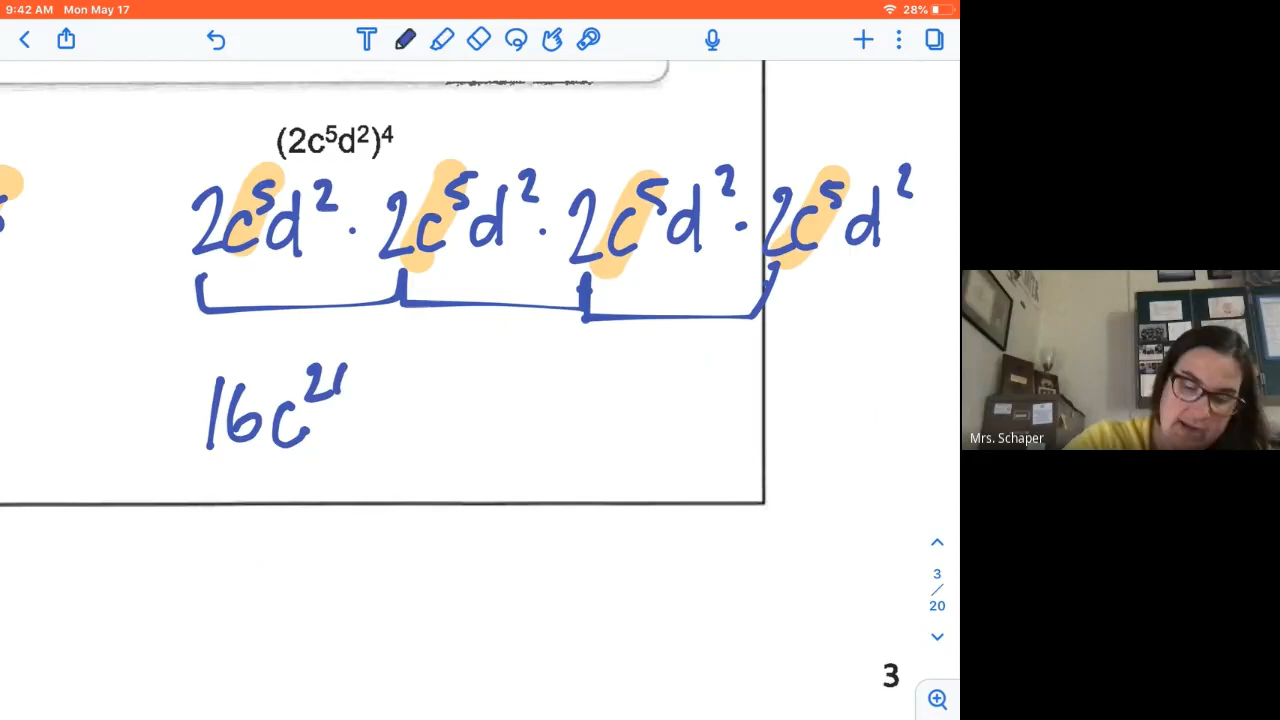 9:42 AM Mon May 17
28%
(2c⁵d²)⁴
2c⁵d² · 2c⁵d² · 2c⁵d² · 2c⁵d²
16c²¹
Mrs. Schaper
3
/
20
3